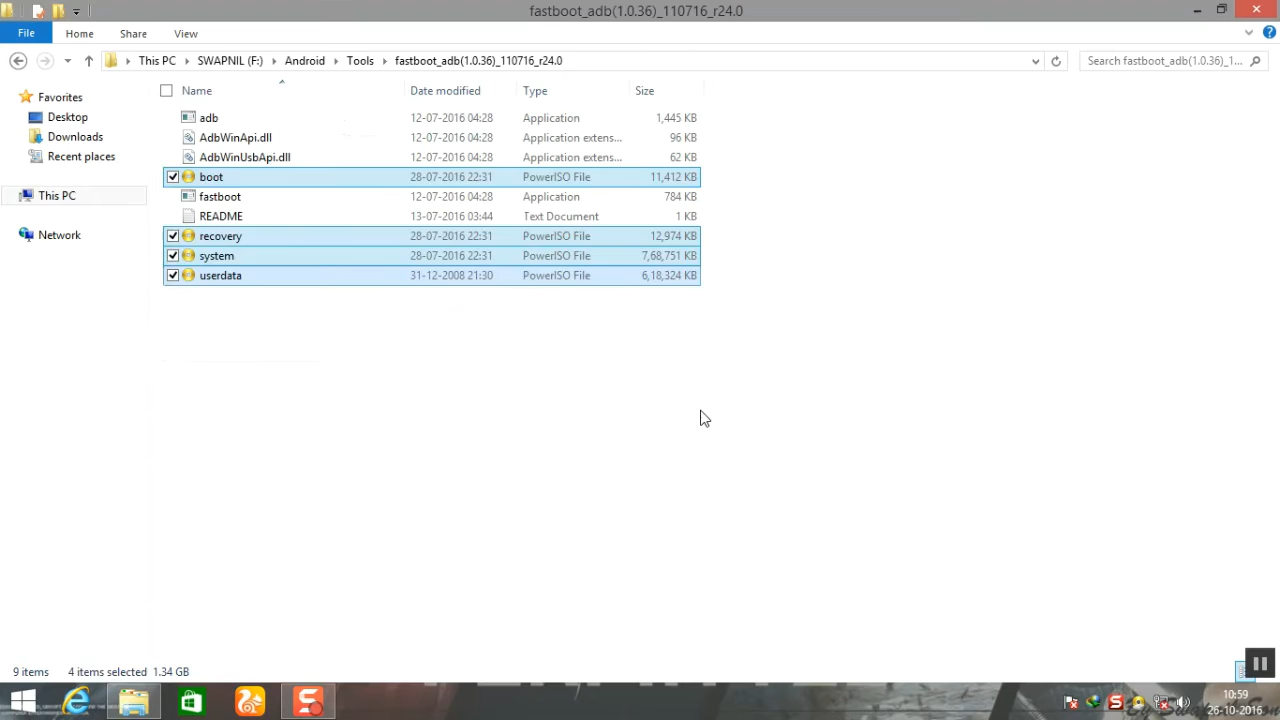 fastboot_adb(1.0.36)_110716_r24.0
File Home Share View
This PC SWAPNIL (F:) Android Tools fastboot_adb(1.0.36)_110716_r24.0 Search fastboot_adb(1.0.36)_1...
Favorites
Desktop
Downloads
Recent places
This PC
Network
Name Date modified Type Size
adb 12-07-2016 04:28 Application 1,445 KB
AdbWinApi.dll 12-07-2016 04:28 Application extens... 96 KB
AdbWinUsbApi.dll 12-07-2016 04:28 Application extens... 62 KB
boot 28-07-2016 22:31 PowerISO File 11,412 KB
fastboot 12-07-2016 04:28 Application 784 KB
README 13-07-2016 03:44 Text Document 1 KB
recovery 28-07-2016 22:31 PowerISO File 12,974 KB
system 28-07-2016 22:31 PowerISO File 7,68,751 KB
userdata 31-12-2008 21:30 PowerISO File 6,18,324 KB
9 items 4 items selected 1.34 GB
10:59
26-10-2016